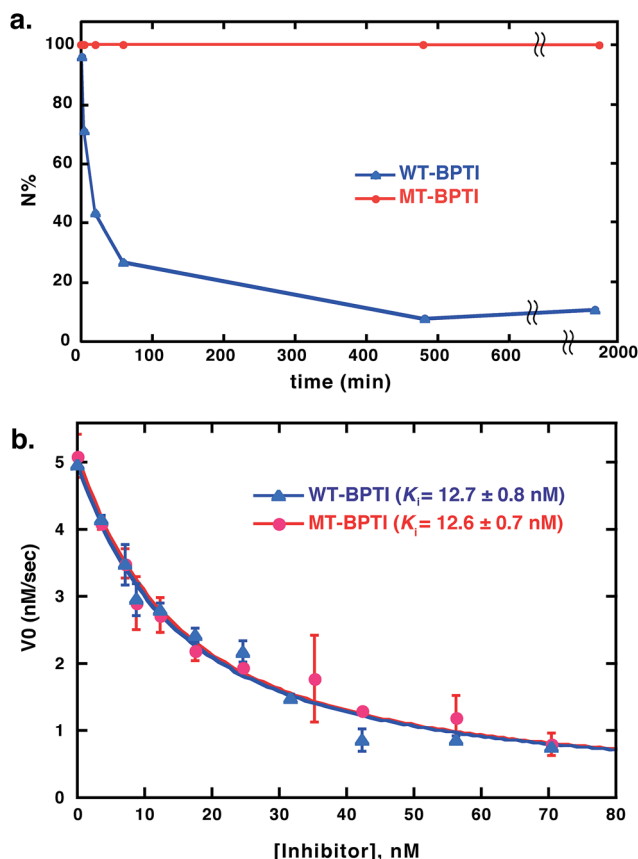 a.
100
80
60
40
20
0
N%
WT-BPTI
MT-BPTI
0 100 200 300 400 500 600 2000
time (min)
b.
5
4
3
2
1
0
V0 (nM/sec)
WT-BPTI (Ki= 12.7 ± 0.8 nM)
MT-BPTI (Ki= 12.6 ± 0.7 nM)
0 10 20 30 40 50 60 70 80
[Inhibitor], nM